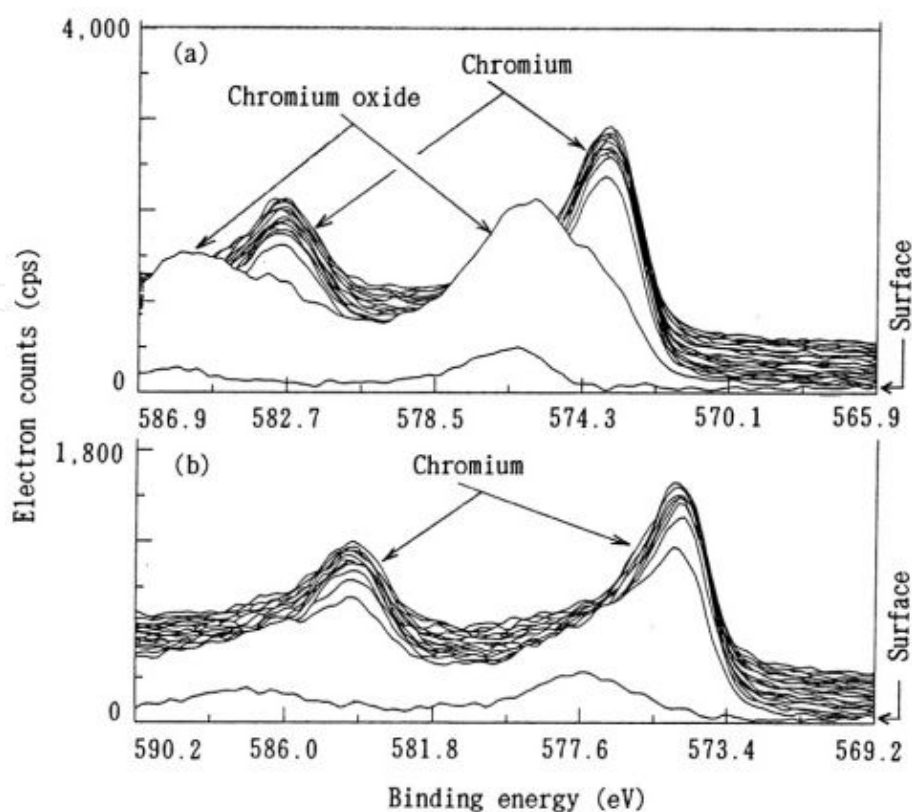 4,000
(a)
Chromium
Chromium oxide
Electron counts (cps)
Surface
0
586.9 582.7 578.5 574.3 570.1 565.9
1,800
(b)
Chromium
Surface
0
590.2 586.0 581.8 577.6 573.4 569.2
Binding energy (eV)